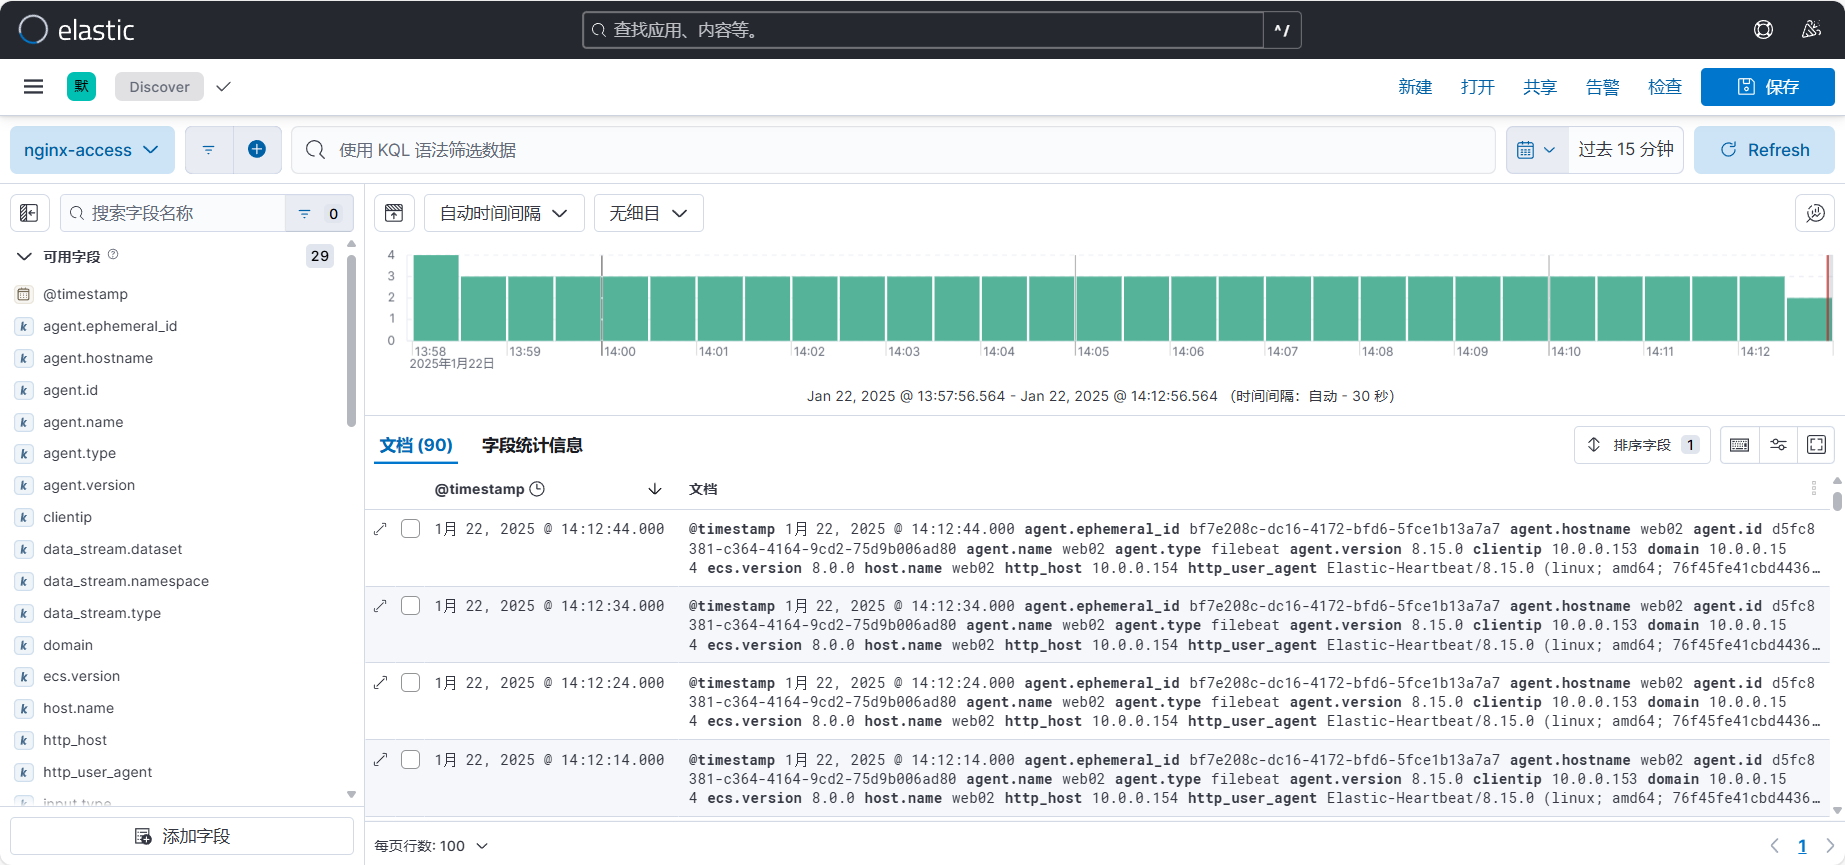 elastic
查找应用、内容等。
^/
默
Discover
新建
打开
共享
告警
检查
保存
nginx-access
使用 KQL 语法筛选数据
过去 15 分钟
Refresh
搜索字段名称
0
自动时间间隔
无细目
可用字段
29
@timestamp
agent.ephemeral_id
agent.hostname
agent.id
agent.name
agent.type
agent.version
clientip
data_stream.dataset
data_stream.namespace
data_stream.type
domain
ecs.version
host.name
http_host
http_user_agent
input.type
添加字段
4
3
2
1
0
13:58
13:59
14:00
14:01
14:02
14:03
14:04
14:05
14:06
14:07
14:08
14:09
14:10
14:11
14:12
2025年1月22日
Jan 22, 2025 @ 13:57:56.564 - Jan 22, 2025 @ 14:12:56.564 （时间间隔：自动 - 30 秒）
文档 (90)
字段统计信息
排序字段 1
@timestamp
文档
1月 22, 2025 @ 14:12:44.000
@timestamp 1月 22, 2025 @ 14:12:44.000 agent.ephemeral_id bf7e208c-dc16-4172-bfd6-5fce1b13a7a7 agent.hostname web02 agent.id d5fc8
381-c364-4164-9cd2-75d9b006ad80 agent.name web02 agent.type filebeat agent.version 8.15.0 clientip 10.0.0.153 domain 10.0.0.15
4 ecs.version 8.0.0 host.name web02 http_host 10.0.0.154 http_user_agent Elastic-Heartbeat/8.15.0 (linux; amd64; 76f45fe41cbd4436…
1月 22, 2025 @ 14:12:34.000
@timestamp 1月 22, 2025 @ 14:12:34.000 agent.ephemeral_id bf7e208c-dc16-4172-bfd6-5fce1b13a7a7 agent.hostname web02 agent.id d5fc8
381-c364-4164-9cd2-75d9b006ad80 agent.name web02 agent.type filebeat agent.version 8.15.0 clientip 10.0.0.153 domain 10.0.0.15
4 ecs.version 8.0.0 host.name web02 http_host 10.0.0.154 http_user_agent Elastic-Heartbeat/8.15.0 (linux; amd64; 76f45fe41cbd4436…
1月 22, 2025 @ 14:12:24.000
@timestamp 1月 22, 2025 @ 14:12:24.000 agent.ephemeral_id bf7e208c-dc16-4172-bfd6-5fce1b13a7a7 agent.hostname web02 agent.id d5fc8
381-c364-4164-9cd2-75d9b006ad80 agent.name web02 agent.type filebeat agent.version 8.15.0 clientip 10.0.0.153 domain 10.0.0.15
4 ecs.version 8.0.0 host.name web02 http_host 10.0.0.154 http_user_agent Elastic-Heartbeat/8.15.0 (linux; amd64; 76f45fe41cbd4436…
1月 22, 2025 @ 14:12:14.000
@timestamp 1月 22, 2025 @ 14:12:14.000 agent.ephemeral_id bf7e208c-dc16-4172-bfd6-5fce1b13a7a7 agent.hostname web02 agent.id d5fc8
381-c364-4164-9cd2-75d9b006ad80 agent.name web02 agent.type filebeat agent.version 8.15.0 clientip 10.0.0.153 domain 10.0.0.15
4 ecs.version 8.0.0 host.name web02 http_host 10.0.0.154 http_user_agent Elastic-Heartbeat/8.15.0 (linux; amd64; 76f45fe41cbd4436…
每页行数: 100
1